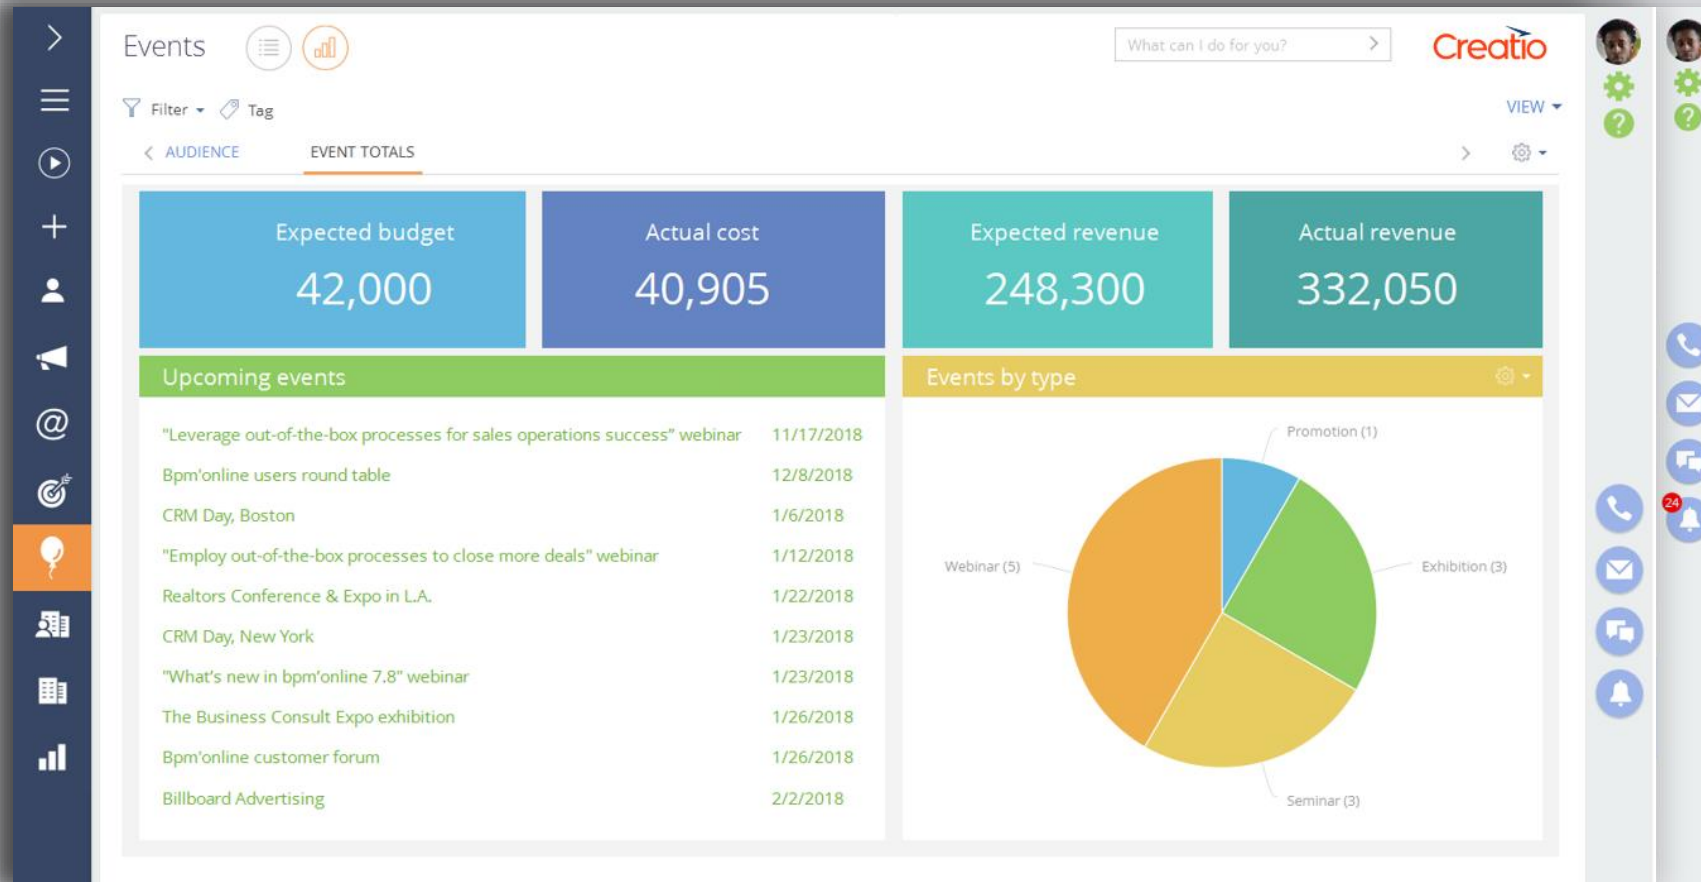 Events
What can I do for you?
Creatio
Filter
Tag
VIEW
AUDIENCE
EVENT TOTALS
Expected budget
42,000
Actual cost
40,905
Expected revenue
248,300
Actual revenue
332,050
Upcoming events
"Leverage out-of-the-box processes for sales operations success" webinar 11/17/2018
Bpm'online users round table 12/8/2018
CRM Day, Boston 1/6/2018
"Employ out-of-the-box processes to close more deals" webinar 1/12/2018
Realtors Conference & Expo in L.A. 1/22/2018
CRM Day, New York 1/23/2018
"What's new in bpm'online 7.8" webinar 1/23/2018
The Business Consult Expo exhibition 1/26/2018
Bpm'online customer forum 1/26/2018
Billboard Advertising 2/2/2018
Events by type
Promotion (1)
Webinar (5)
Exhibition (3)
Seminar (3)
24